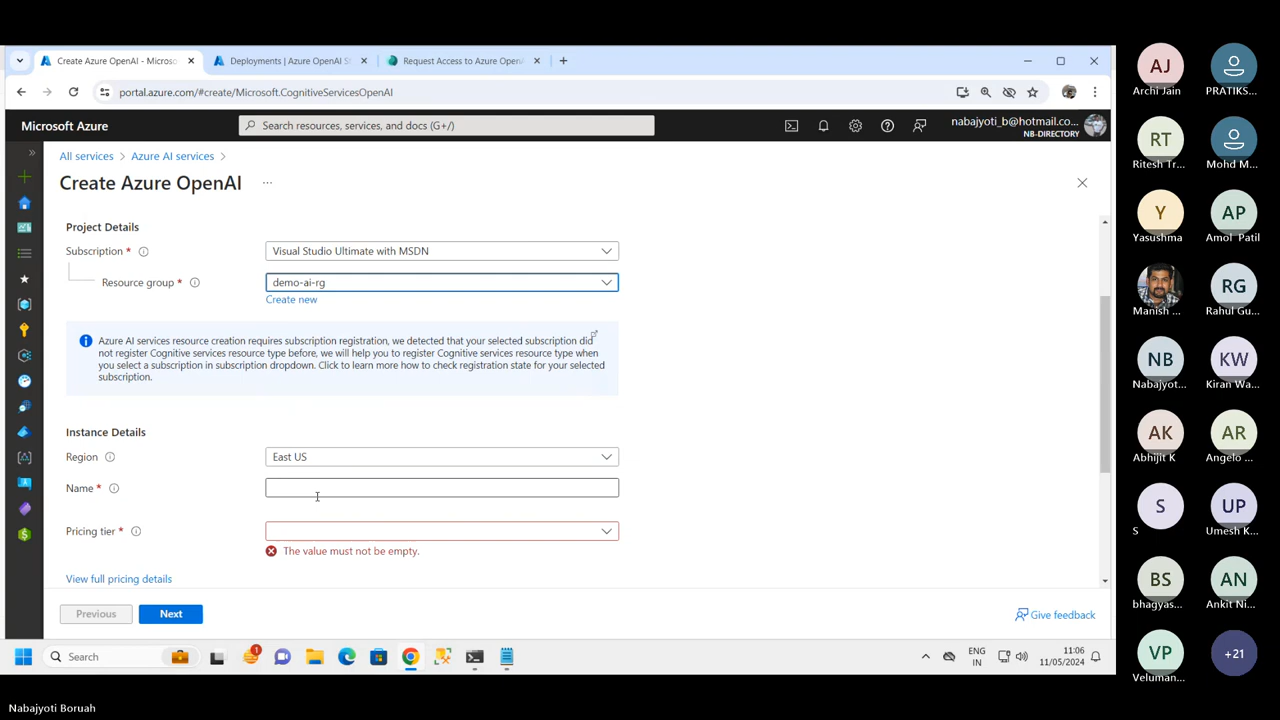 Create Azure OpenAI - Microso
Deployments | Azure OpenAI S
Request Access to Azure OpenA
portal.azure.com/#create/Microsoft.CognitiveServicesOpenAI
Microsoft Azure
Search resources, services, and docs (G+/)
nabajyoti_b@hotmail.co...
NB-DIRECTORY
All services > Azure AI services >
Create Azure OpenAI ...
Project Details
Subscription *
Visual Studio Ultimate with MSDN
Resource group *
demo-ai-rg
Create new
Azure AI services resource creation requires subscription registration, we detected that your selected subscription did
not register Cognitive services resource type before, we will help you to register Cognitive services resource type when
you select a subscription in subscription dropdown. Click to learn more how to check registration state for your selected
subscription.
Instance Details
Region
East US
Name *
Pricing tier *
The value must not be empty.
View full pricing details
Previous
Next
Give feedback
Search
1
ENG
IN
11:06
11/05/2024
AJ
Archi Jain
PRATIKS...
RT
Ritesh Tr...
Mohd M...
Y
Yasushma
AP
Amol Patil
Manish ...
RG
Rahul Gu...
NB
Nabajyot...
KW
Kiran Wa...
AK
Abhijit K
AR
Angelo ...
S
S
UP
Umesh K...
BS
bhagyas...
AN
Ankit Ni...
VP
Veluman...
+21
Nabajyoti Boruah